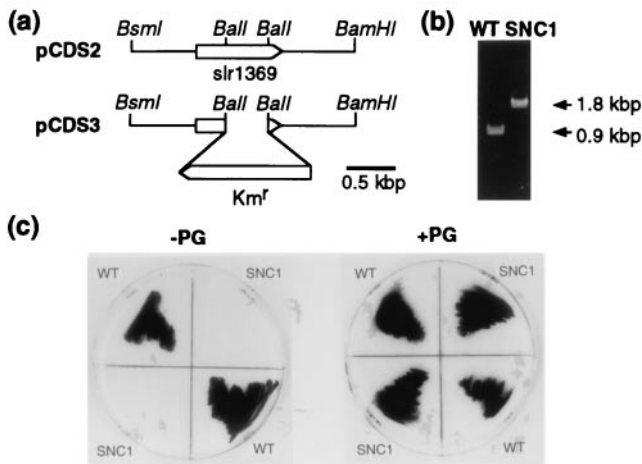 (a)
BsmI BalI BalI BamHI
pCDS2
slr1369
BsmI BalI BalI BamHI
pCDS3
Kmr
0.5 kbp
(b)
WT SNC1
1.8 kbp
0.9 kbp
(c)
-PG +PG
WT SNC1 WT SNC1
SNC1 WT SNC1 WT